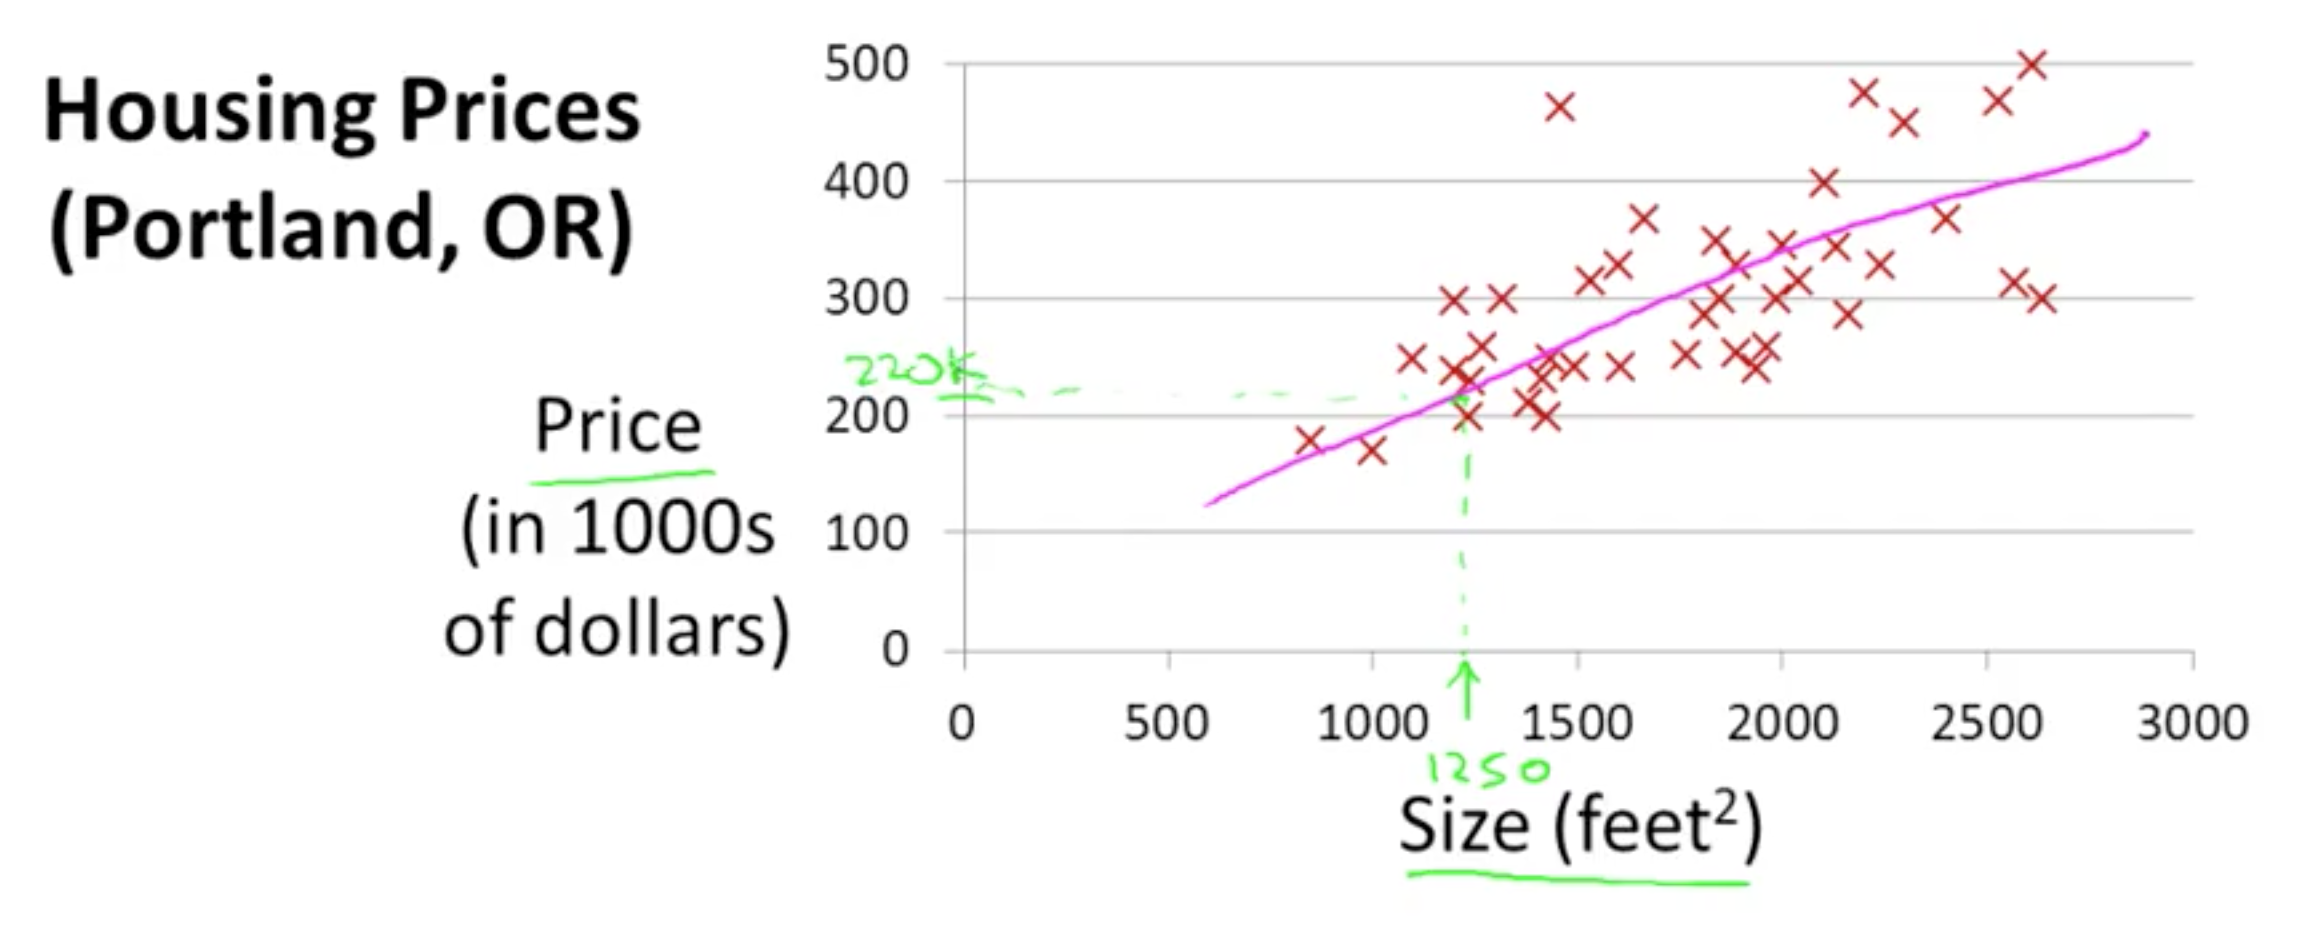 Housing Prices
(Portland, OR)
Price
(in 1000s
of dollars)
500
400
300
220K
200
100
0
0 500 1000 1500 2000 2500 3000
1250
Size (feet²)